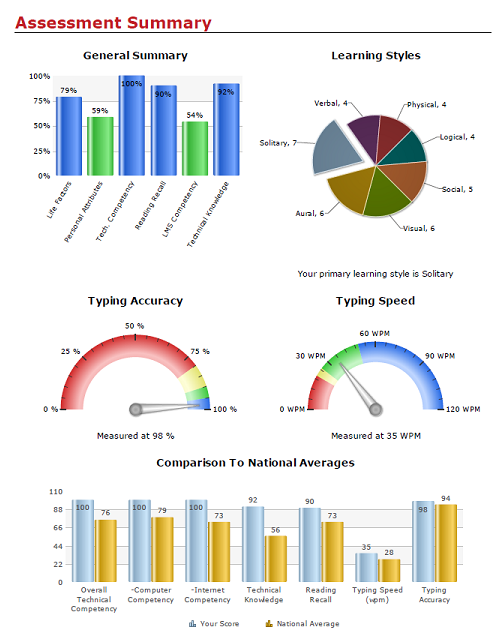 Assessment Summary
General Summary
100%
75%
50%
25%
0%
79%
59%
100%
90%
54%
92%
Life Factors
Personal Attributes
Tech. Competency
Reading Recall
LMS Competency
Technical Knowledge
Learning Styles
Verbal, 4
Physical, 4
Logical, 4
Social, 5
Visual, 6
Aural, 6
Solitary, 7
Your primary learning style is Solitary
Typing Accuracy
0 %
25 %
50 %
75 %
100 %
Measured at 98 %
Typing Speed
0 WPM
30 WPM
60 WPM
90 WPM
120 WPM
Measured at 35 WPM
Comparison To National Averages
110
88
66
44
22
0
100 76
100 79
100 73
92 56
90 73
35 28
98 94
Overall Technical Competency
-Computer Competency
-Internet Competency
Technical Knowledge
Reading Recall
Typing Speed (wpm)
Typing Accuracy
Your Score
National Average